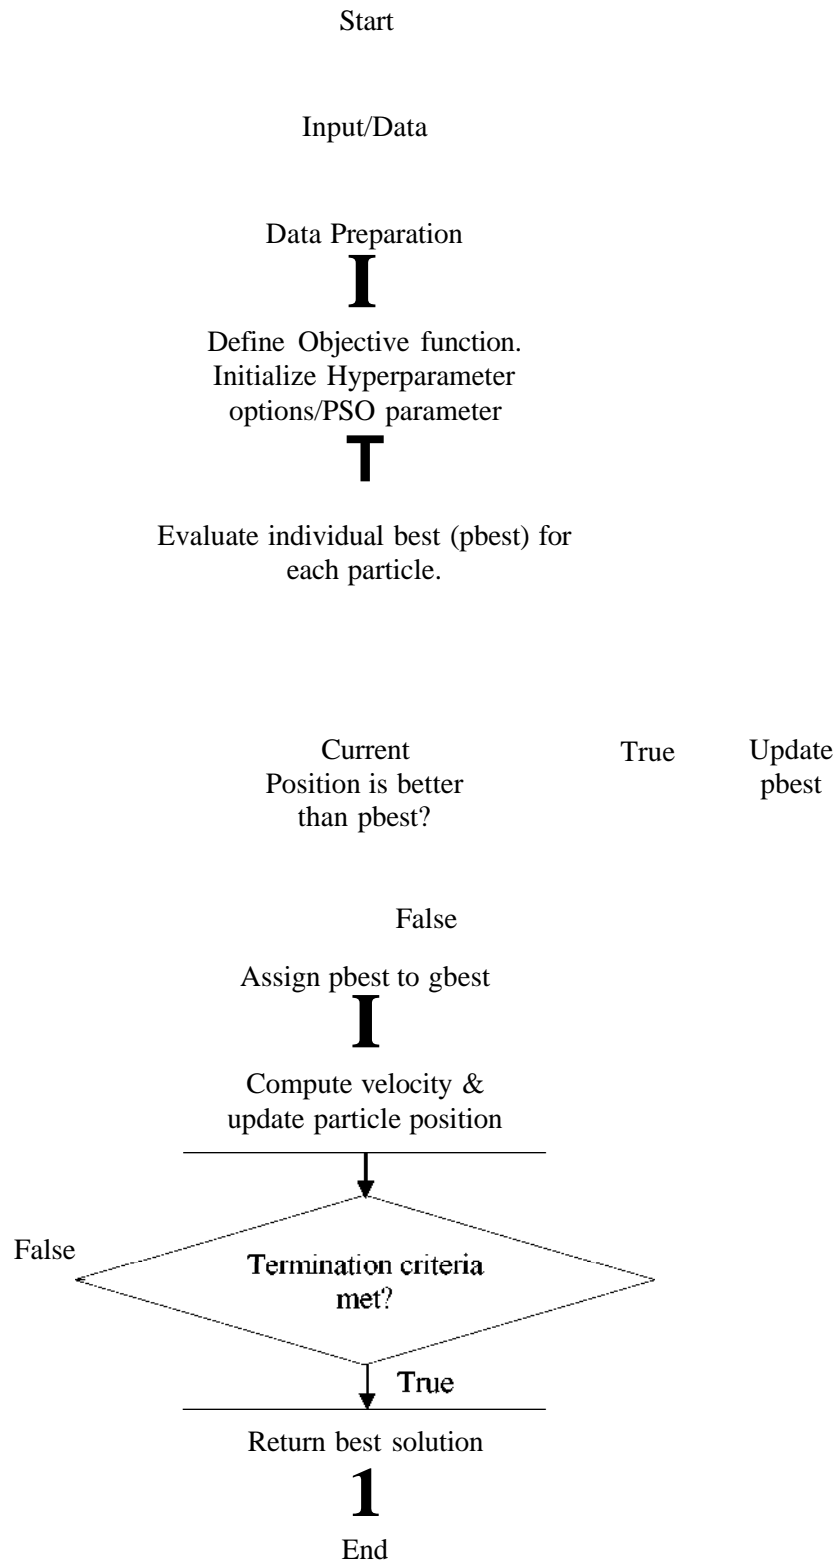 Start
Input/Data
Data Preparation
I
Define Objective function.
Initialize Hyperparameter
options/PSO parameter
T
Evaluate individual best (pbest) for
each particle.
Current
Position is better
than pbest?
True
Update
pbest
False
Assign pbest to gbest
I
Compute velocity &
update particle position
False
Termination criteria
met?
True
Return best solution
1
End